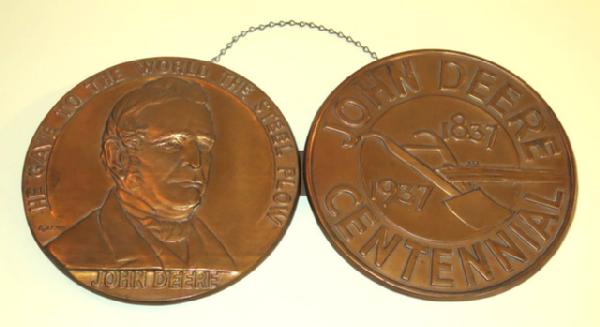 HE GAVE TO THE WORLD THE STEEL PLOW
JOHN DEERE
JOHN DEERE
1837
1937
CENTENNIAL